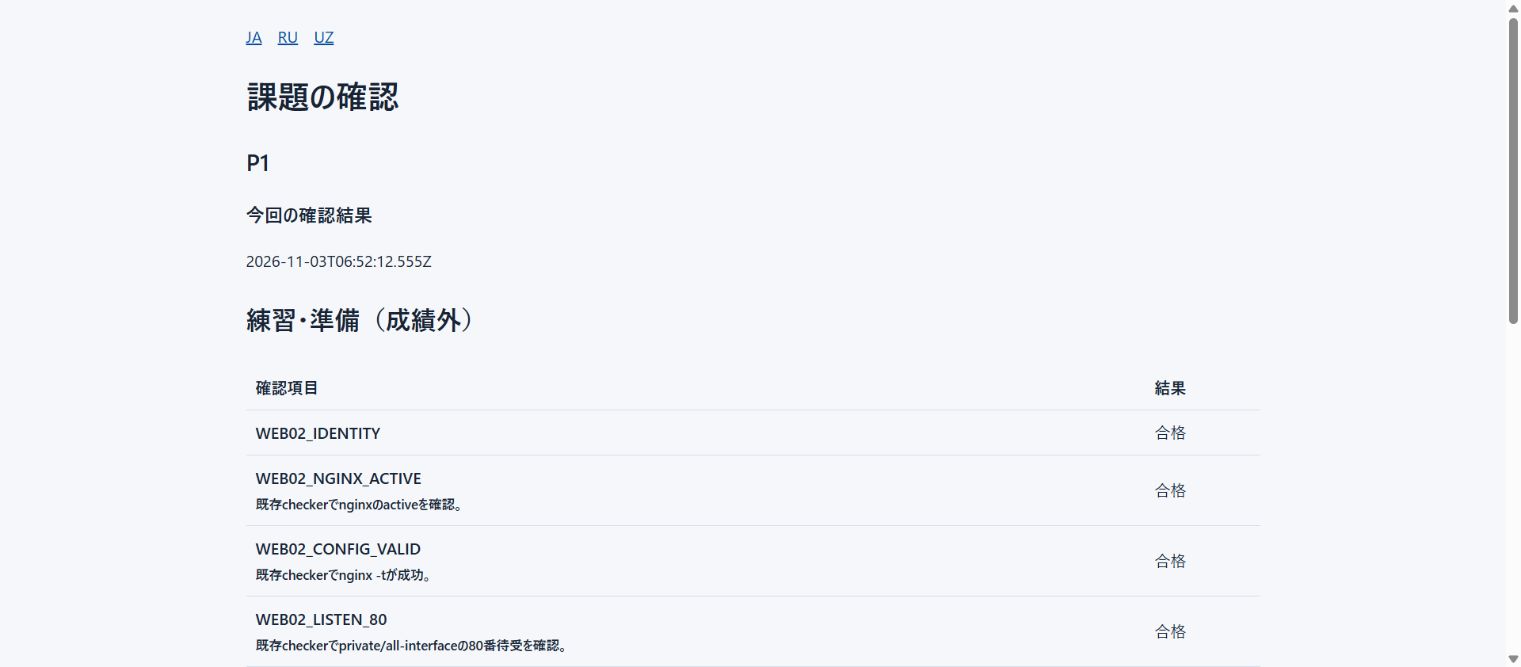 JA RU UZ
課題の確認
P1
今回の確認結果
2026-11-03T06:52:12.555Z
練習・準備（成績外）
確認項目 結果
WEB02_IDENTITY 合格
WEB02_NGINX_ACTIVE
既存checkerでnginxのactiveを確認。 合格
WEB02_CONFIG_VALID
既存checkerでnginx -tが成功。 合格
WEB02_LISTEN_80
既存checkerでprivate/all-interfaceの80番待受を確認。 合格